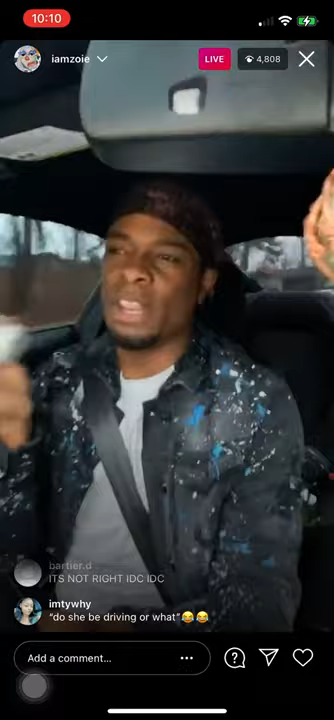 10:10
iamzoie
LIVE
4,808
bartier.d
ITS NOT RIGHT IDC IDC
imtywhy
“do she be driving or what”😂😂
Add a comment...